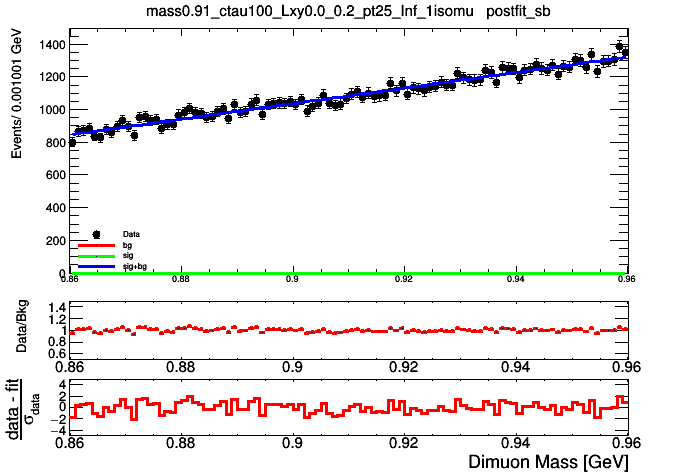 mass0.91_ctau100_Lxy0.0_0.2_pt25_Inf_1isomu postfit_sb
Events/ 0.001001 GeV
1400
1200
1000
800
600
400
200
0
Data
bg
sig
sig+bg
0.86 0.88 0.9 0.92 0.94 0.96
Data/Bkg
1.4
1.2
1
0.8
0.6
0.86 0.88 0.9 0.92 0.94 0.96
data - fit
σdata
4
2
0
−2
−4
0.86 0.88 0.9 0.92 0.94 0.96
Dimuon Mass [GeV]